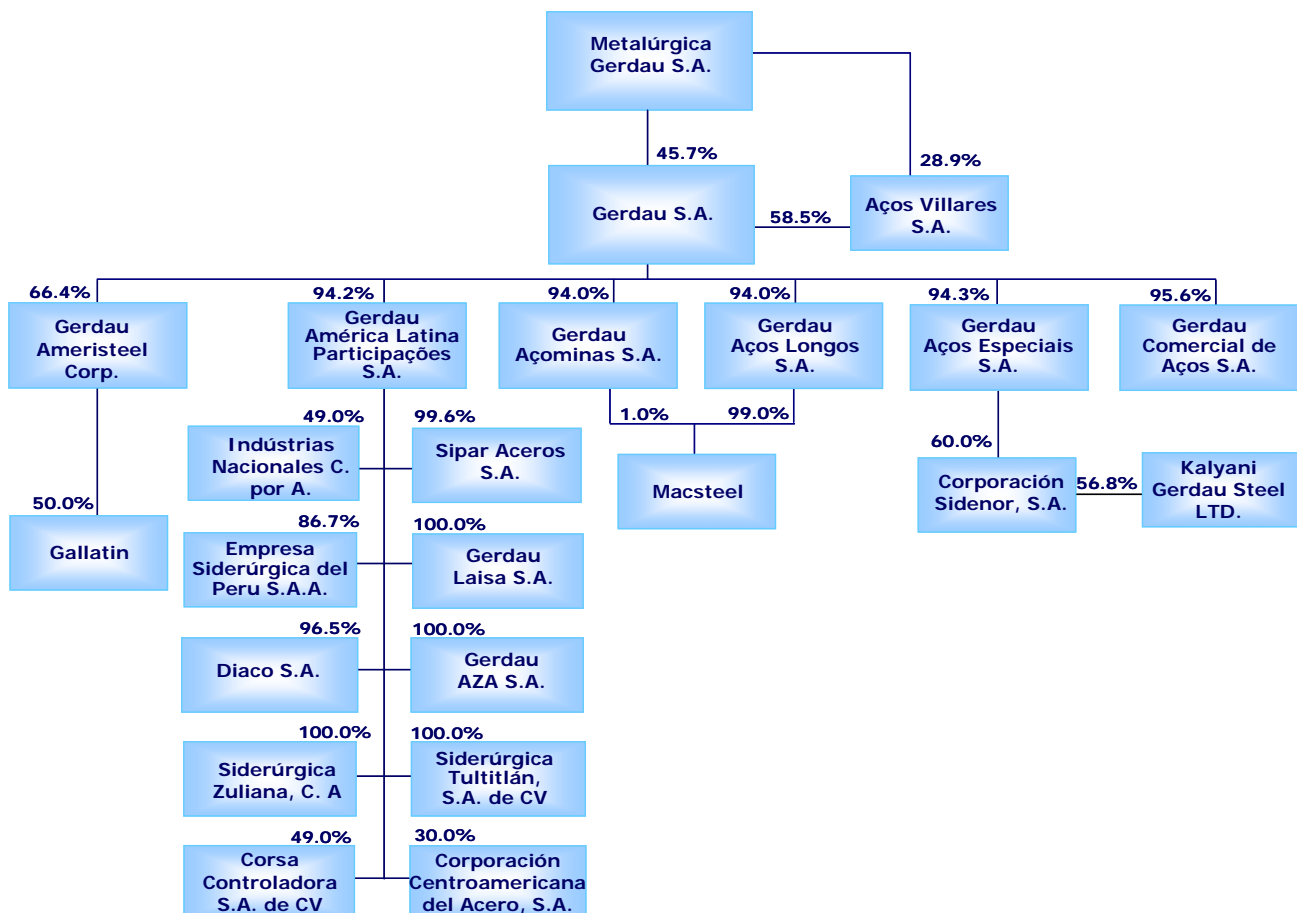 Metalúrgica
Gerdau S.A.
45.7%
28.9%
Gerdau S.A.
58.5%
Aços Villares
S.A.
66.4%
94.2%
94.0%
94.0%
94.3%
95.6%
Gerdau
Ameristeel
Corp.
Gerdau
América Latina
Participações
S.A.
Gerdau
Açominas S.A.
Gerdau
Aços Longos
S.A.
Gerdau
Aços Especiais
S.A.
Gerdau
Comercial de
Aços S.A.
49.0%
99.6%
1.0%
99.0%
60.0%
Indústrias
Nacionales C.
por A.
Sipar Aceros
S.A.
Macsteel
Corporación
Sidenor, S.A.
56.8%
Kalyani
Gerdau Steel
LTD.
50.0%
Gallatin
86.7%
100.0%
Empresa
Siderúrgica del
Peru S.A.A.
Gerdau
Laisa S.A.
96.5%
100.0%
Diaco S.A.
Gerdau
AZA S.A.
100.0%
100.0%
Siderúrgica
Zuliana, C. A
Siderúrgica
Tultitlán,
S.A. de CV
49.0%
30.0%
Corsa
Controladora
S.A. de CV
Corporación
Centroamericana
del Acero, S.A.